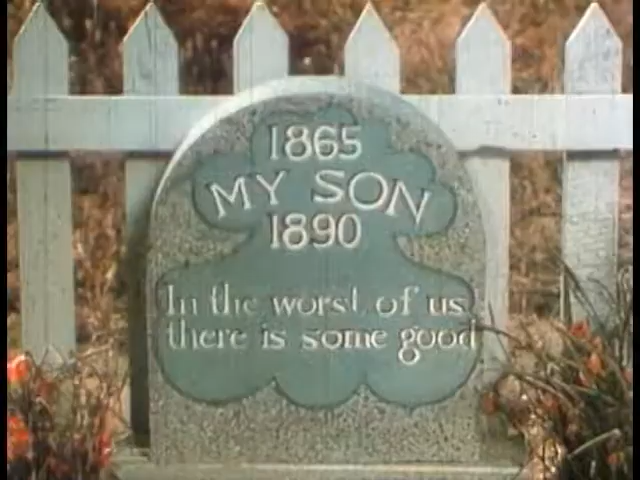 1865
MY SON
1890
In the worst of us
there is some good